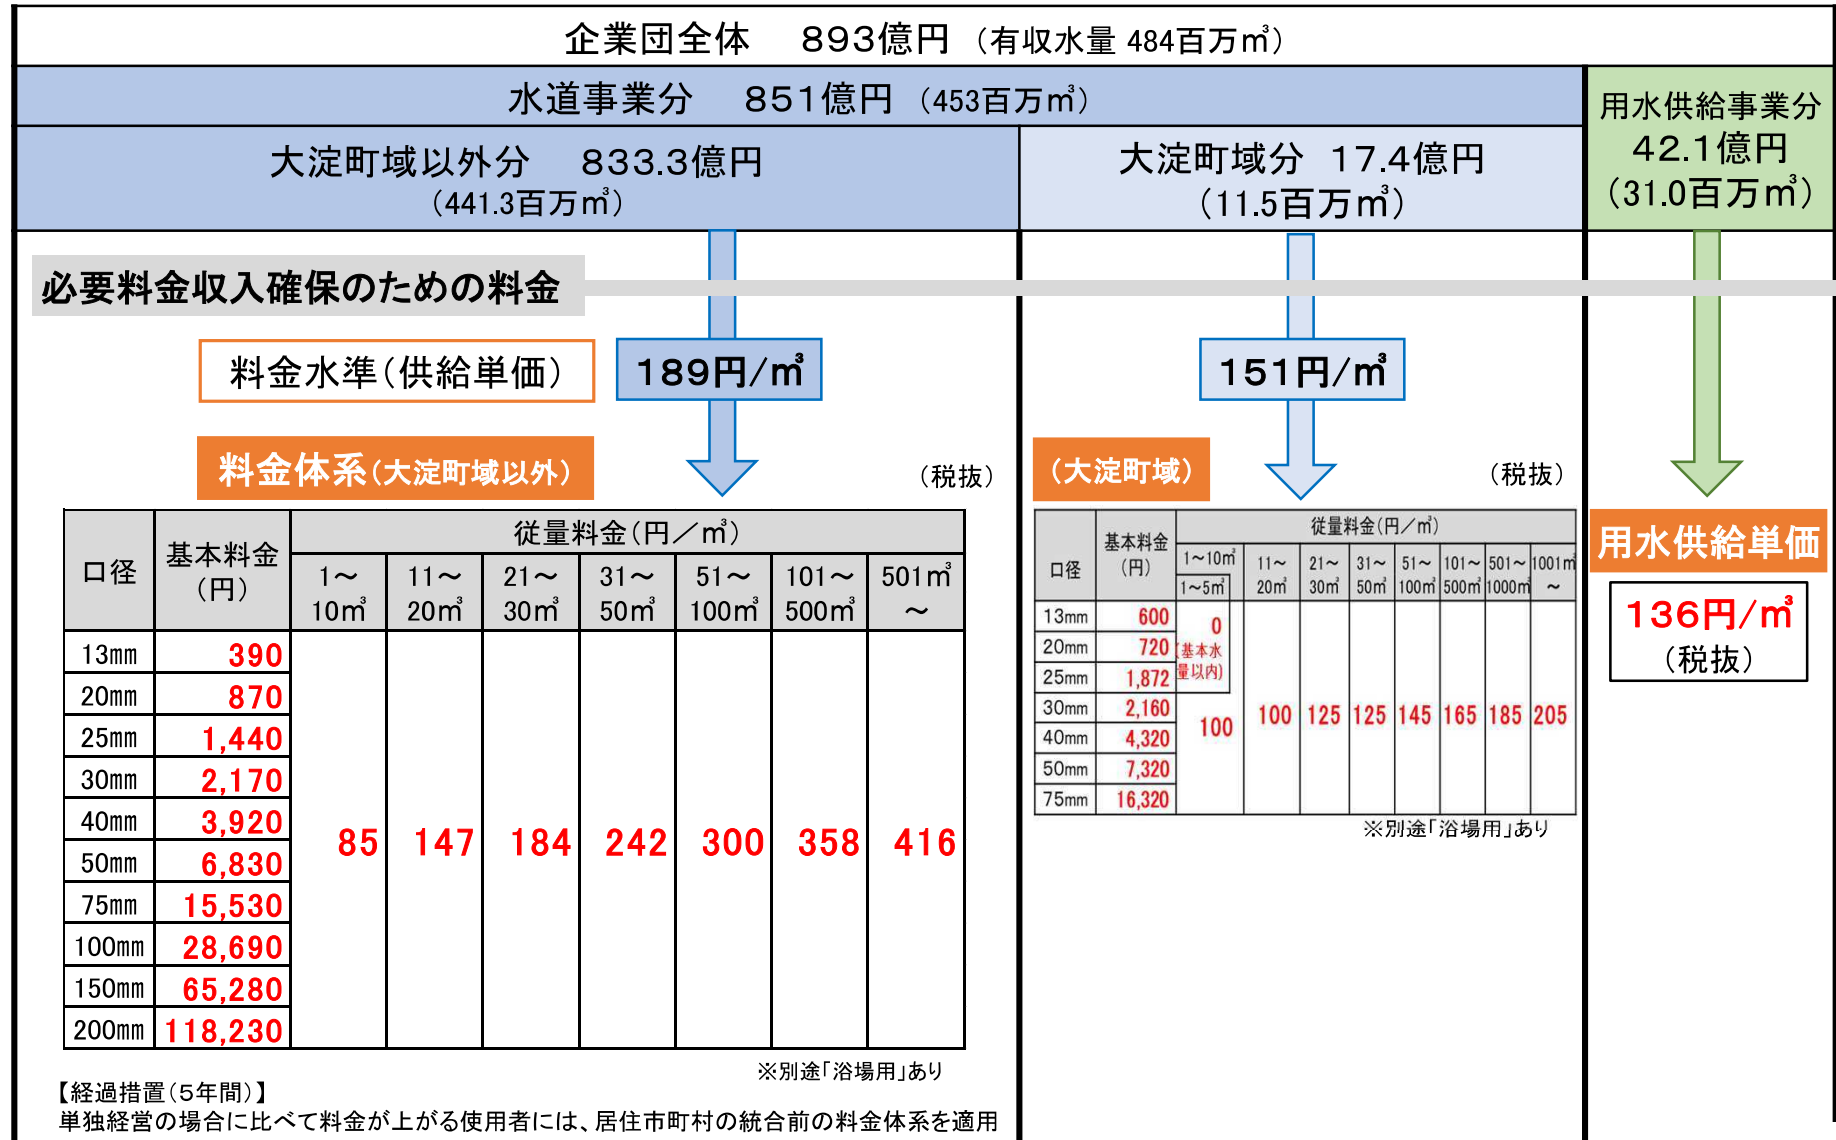 企業団全体　893億円（有収水量 484百万㎥）
水道事業分　851億円（453百万㎥）
用水供給事業分
42.1億円
（31.0百万㎥）
大淀町域以外分　833.3億円
（441.3百万㎥）
大淀町域分　17.4億円
（11.5百万㎥）
必要料金収入確保のための料金
料金水準（供給単価）
189円/㎥
151円/㎥
料金体系（大淀町域以外）
（税抜）
口径 基本料金（円） 従量料金（円／㎥）
1～10㎥ 11～20㎥ 21～30㎥ 31～50㎥ 51～100㎥ 101～500㎥ 501㎥～
13mm 390
20mm 870
25mm 1,440
30mm 2,170
40mm 3,920
50mm 6,830
75mm 15,530
100mm 28,690
150mm 65,280
200mm 118,230
85 147 184 242 300 358 416
※別途「浴場用」あり
【経過措置（5年間）】
単独経営の場合に比べて料金が上がる使用者には、居住市町村の統合前の料金体系を適用
（大淀町域）
（税抜）
口径 基本料金（円） 従量料金（円／㎥）
1～10㎥ 11～20㎥ 21～30㎥ 31～50㎥ 51～100㎥ 101～500㎥ 501～1000㎥ 1001㎥～
1～5㎥
13mm 600
20mm 720
25mm 1,872
30mm 2,160
40mm 4,320
50mm 7,320
75mm 16,320
0
（基本水
量以内）
100 100 125 125 145 165 185 205
※別途「浴場用」あり
用水供給単価
136円/㎥
（税抜）